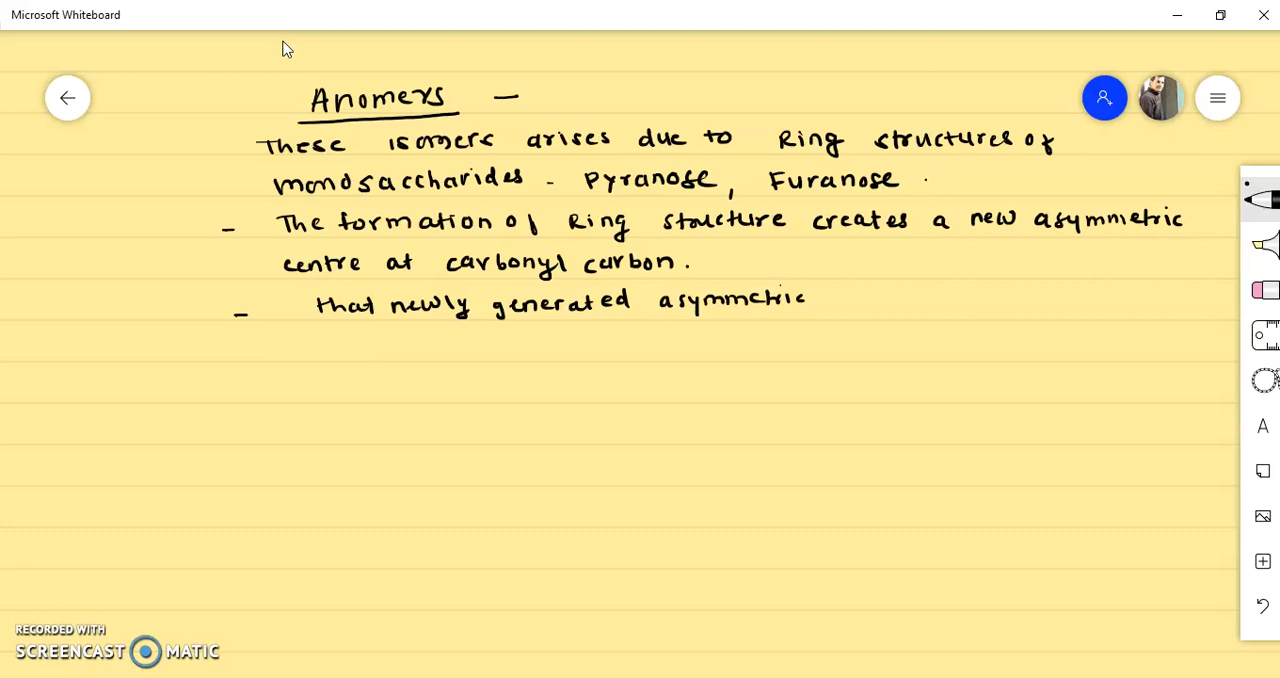 Microsoft Whiteboard
Anomers -
These isomers arises due to Ring structures of
monosaccharides - Pyranose, Furanose .
- The formation of Ring structure creates a new asymmetric
centre at carbonyl carbon.
- that newly generated asymmetric
A
RECORDED WITH
SCREENCAST MATIC